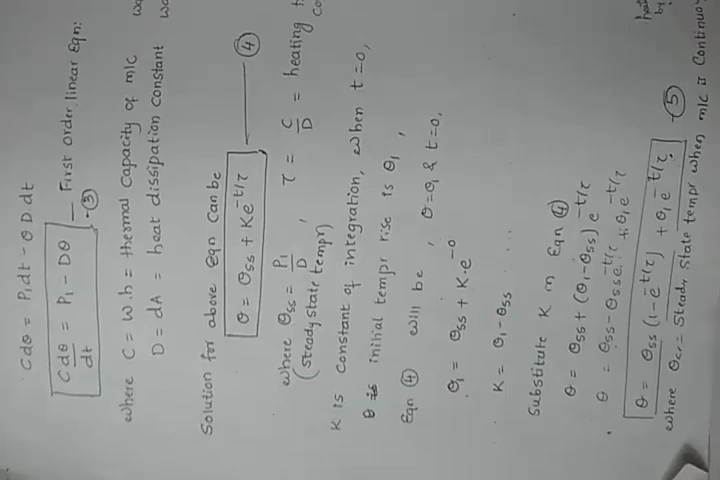 C dθ = P₁dt - θ D dt
C dθ/dt = P₁ - Dθ — First order linear Eqn: ③
where C = W.h = thermal capacity of m/c
D = dA = heat dissipation constant
Solution for above Eqn Can be
θ = θss + Ke^-t/τ — ④
where θss = P₁/D , τ = C/D = heating
(Steady state tempr)
K is constant of integration, when t=0,
θ is initial tempr rise is θ₁,
Eqn ④ will be , θ=θ₁ & t=0,
θ₁ = θss + K.e^-0
K = θ₁ - θss ....
Substitute K in Eqn ④
θ = θss + (θ₁-θss) e^-t/τ
θ = θss - θss e^-t/τ + θ₁e^-t/τ
θ = θss (1-e^t/τ) + θ₁ e^-t/τ — ⑤
where θcr = Steady state tempr when m/c is Continuo